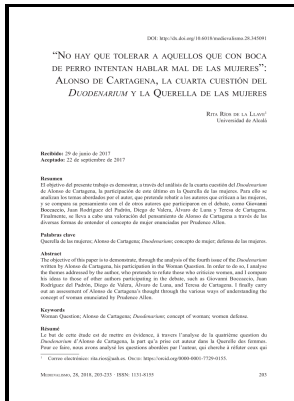 DOI: http://dx.doi.org/10.6018/medievalismo.28.345091
“NO HAY QUE TOLERAR A AQUELLOS QUE CON BOCA
DE PERRO INTENTAN HABLAR MAL DE LAS MUJERES”:
ALONSO DE CARTAGENA, LA CUARTA CUESTIÓN DEL
DUODENARIUM Y LA QUERELLA DE LAS MUJERES
RITA RÍOS DE LA LLAVE¹
Universidad de Alcalá
Recibido: 29 de junio de 2017
Aceptado: 22 de septiembre de 2017
Resumen
El objetivo del presente trabajo es demostrar, a través del análisis de la cuarta cuestión del Duodenarium
de Alonso de Cartagena, la participación de este último en la Querella de las mujeres. Para ello se
analizan los temas abordados por el autor, que pretende rebatir a los autores que critican a las mujeres,
y se compara su pensamiento con el de otros autores que participaron en el debate, como Giovanni
Boccaccio, Juan Rodríguez del Padrón, Diego de Valera, Álvaro de Luna y Teresa de Cartagena.
Finalmente, se lleva a cabo una valoración del pensamiento de Alonso de Cartagena a través de las
diversas formas de entender el concepto de mujer enunciadas por Prudence Allen.
Palabras clave
Querella de las mujeres; Alonso de Cartagena; Duodenarium; concepto de mujer; defensa de las mujeres.
Abstract
The objective of this paper is to demonstrate, through the analysis of the fourth issue of the Duodenarium
written by Alonso de Cartagena, his participation in the Woman Question. In order to do so, I analyze
the themes addressed by the author, who pretends to refute those who criticize women, and I compare
his ideas to those of other authors participating in the debate, such as Giovanni Boccaccio, Juan
Rodríguez del Padrón, Diego de Valera, Álvaro de Luna, and Teresa de Cartagena. I finally carry
out an assessment of Alonso de Cartagena's thought through the various ways of understanding the
concept of woman enunciated by Prudence Allen.
Keywords
Woman Question; Alonso de Cartagena; Duodenarium; concept of woman; women defense.
Résumé
Le but de cette étude est de mettre en évidence, à travers l'analyse de la quatrième question du
Duodenarium d'Alonso de Cartagena, la part qu'a prise cet auteur dans la Querelle des femmes.
Pour ce faire, nous avons analysé les questions abordées par l'auteur, qui cherche à réfuter ceux qui
¹ Correo electrónico: rita.rios@uah.es. Orcid: https://orcid.org/0000-0001-7729-0153.
MEDIEVALISMO, 28, 2018, 203-233 · ISSN: 1131-8155
203